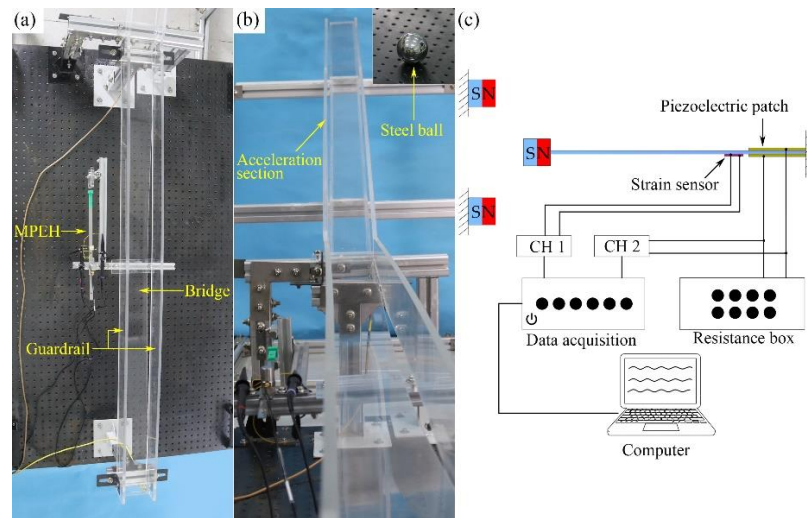 (a)
MPEH
Bridge
Guardrail
(b)
Steel ball
Acceleration
section
(c)
S N
Piezoelectric patch
S N
Strain sensor
S N
CH 1
CH 2
Data acquisition
Resistance box
Computer